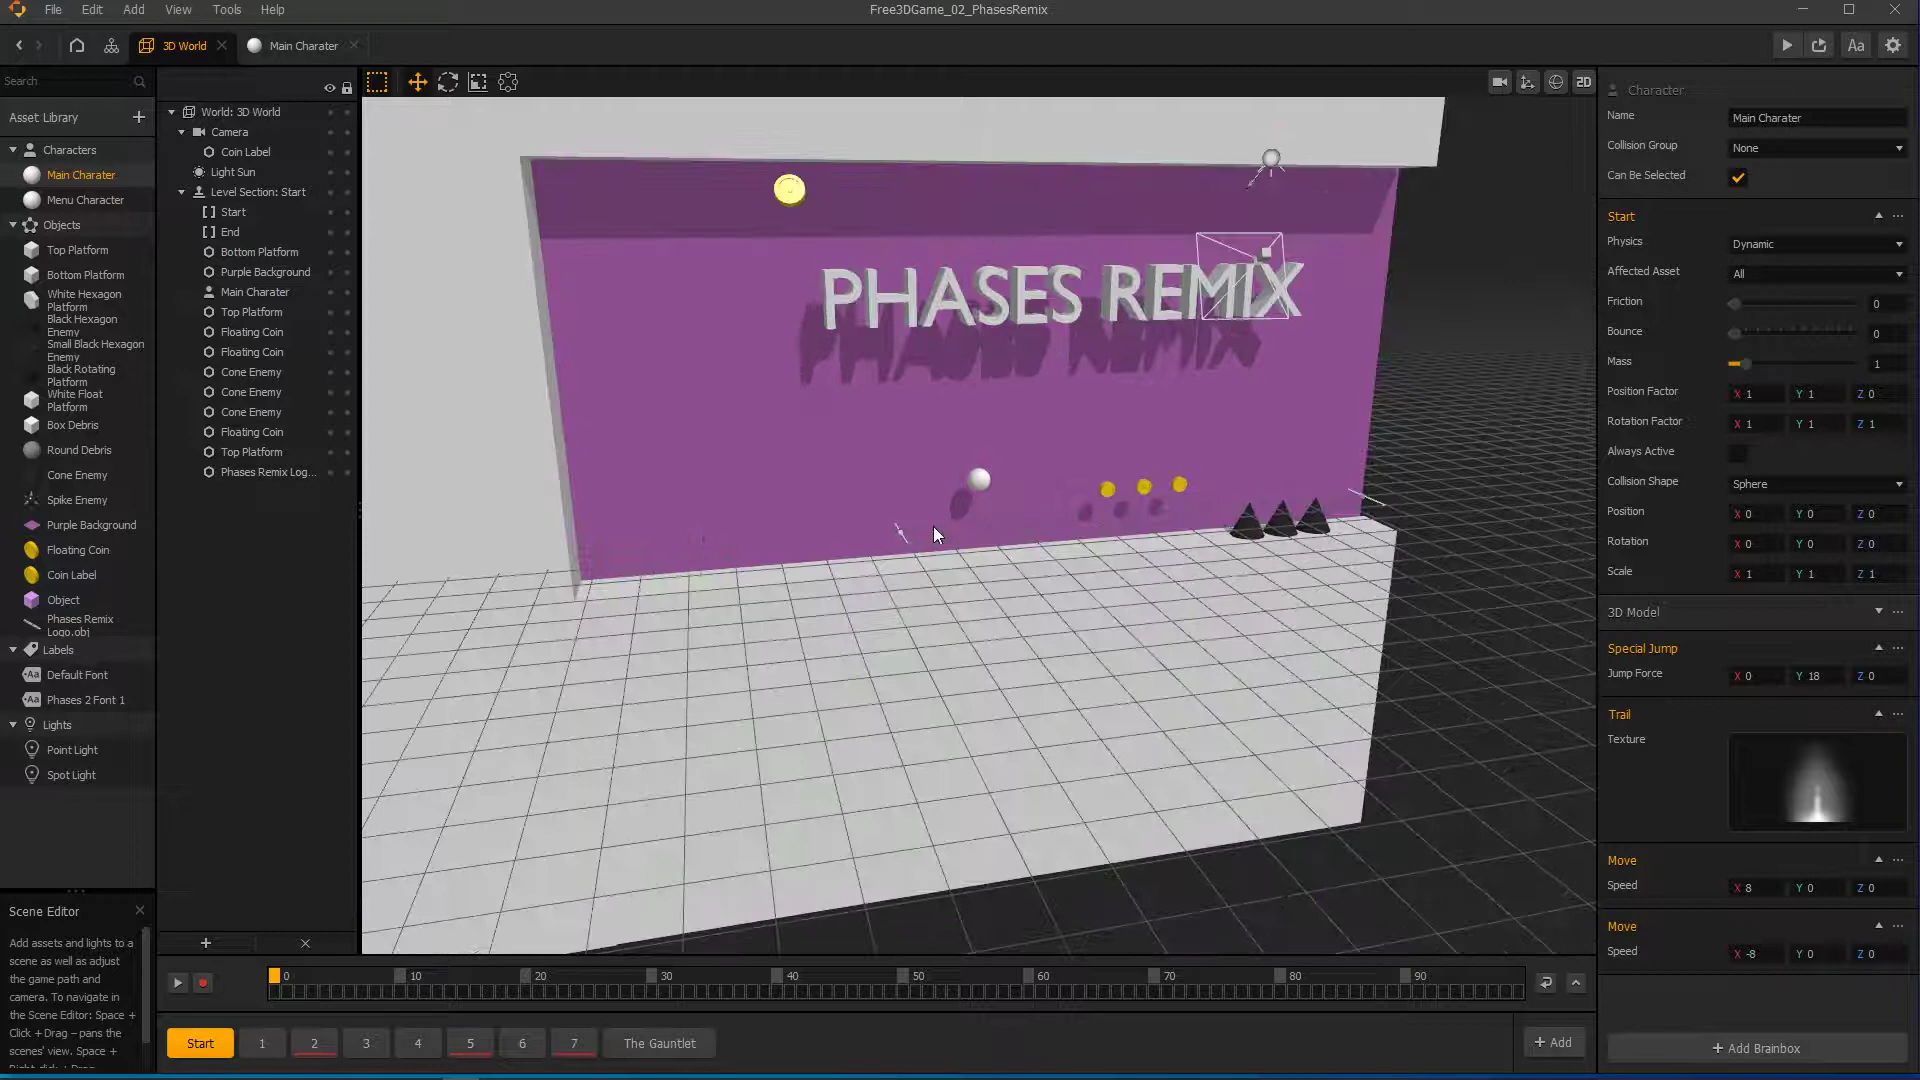 File Edit Add View Tools Help
Free3DGame_02_PhasesRemix
3D World
Main Charater
Aa
Search
Asset Library
Characters
Main Charater
Menu Character
Objects
Top Platform
Bottom Platform
White Hexagon
Platform
Black Hexagon
Enemy
Small Black Hexagon
Enemy
Black Rotating
Platform
White Float
Platform
Box Debris
Round Debris
Cone Enemy
Spike Enemy
Purple Background
Floating Coin
Coin Label
Object
Phases Remix
Logo.obj
Labels
Aa Default Font
Aa Phases 2 Font 1
Lights
Point Light
Spot Light
Scene Editor
Add assets and lights to a
scene as well as adjust
the game path and
camera. To navigate in
the Scene Editor: Space +
Click + Drag – pans the
scenes' view. Space +
Right-click + Drag
World: 3D World
Camera
Coin Label
Light Sun
Level Section: Start
Start
End
Bottom Platform
Purple Background
Main Charater
Top Platform
Floating Coin
Floating Coin
Cone Enemy
Cone Enemy
Cone Enemy
Floating Coin
Top Platform
Phases Remix Log...
2D
PHASES REMIX
0 10 20 30 40 50 60 70 80 90
Start 1 2 3 4 5 6 7 The Gauntlet
+ Add
Character
Name Main Charater
Collision Group None
Can Be Selected
Start
Physics Dynamic
Affected Asset All
Friction 0
Bounce 0
Mass 1
Position Factor X 1 Y 1 Z 0
Rotation Factor X 1 Y 1 Z 1
Always Active
Collision Shape Sphere
Position X 0 Y 0 Z 0
Rotation X 0 Y 0 Z 0
Scale X 1 Y 1 Z 1
3D Model
Special Jump
Jump Force X 0 Y 18 Z 0
Trail
Texture
Move
Speed X 8 Y 0 Z 0
Move
Speed X -8 Y 0 Z 0
+ Add Brainbox